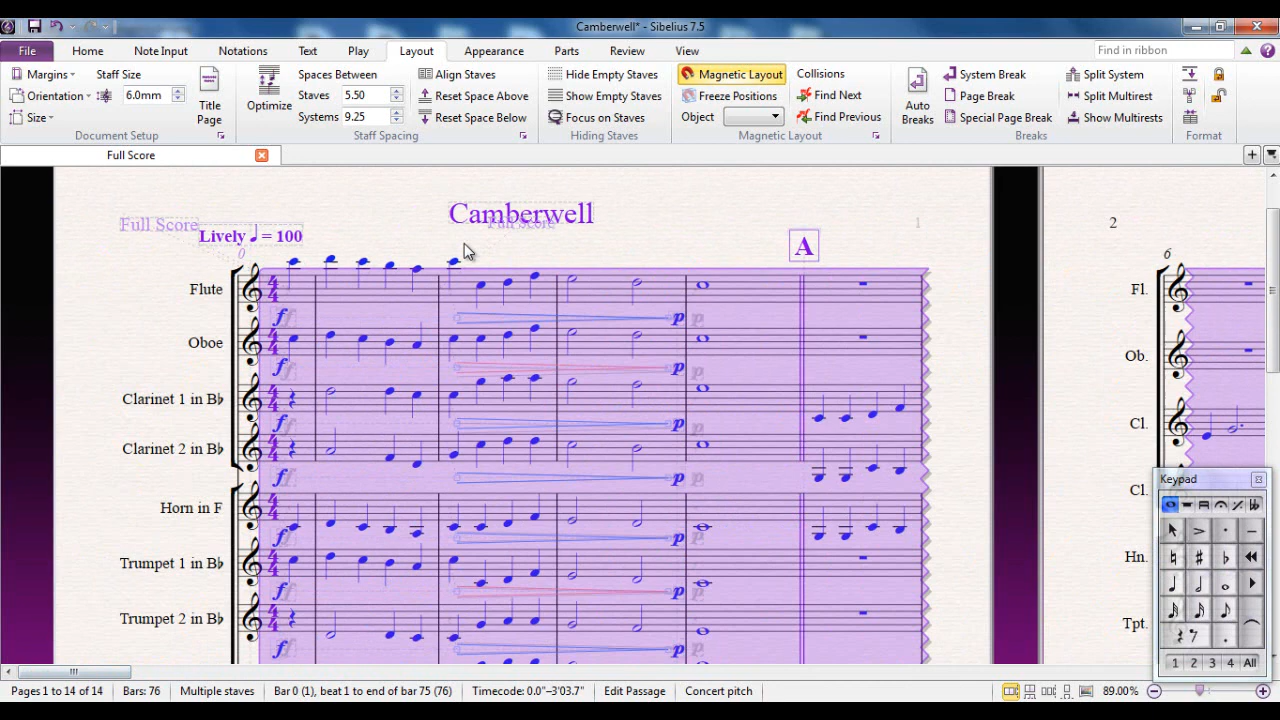 Camberwell* - Sibelius 7.5
File Home Note Input Notations Text Play Layout Appearance Parts Review View Find in ribbon
Margins Staff Size Spaces Between Align Staves Hide Empty Staves Magnetic Layout Collisions System Break Split System
Orientation 6.0mm Title Page Optimize Staves 5.50 Reset Space Above Show Empty Staves Freeze Positions Find Next Auto Breaks Page Break Split Multirest
Size Systems 9.25 Reset Space Below Focus on Staves Object Find Previous Special Page Break Show Multirests
Document Setup Staff Spacing Hiding Staves Magnetic Layout Breaks Format
Full Score
Camberwell
Full Score Full Score 1 2
Lively ♩ = 100
0 A 6
Flute Fl.
f p p
Oboe Ob.
f p p
Clarinet 1 in B♭ Cl.
f p p
Clarinet 2 in B♭ Cl.
f p p
Keypad
Horn in F Hn.
f p p
Trumpet 1 in B♭ Tpt.
f p p
Trumpet 2 in B♭
f p p
1 2 3 4 All
Pages 1 to 14 of 14 Bars: 76 Multiple staves Bar 0 (1), beat 1 to end of bar 75 (76) Timecode: 0.0"–3'03.7" Edit Passage Concert pitch 89.00%